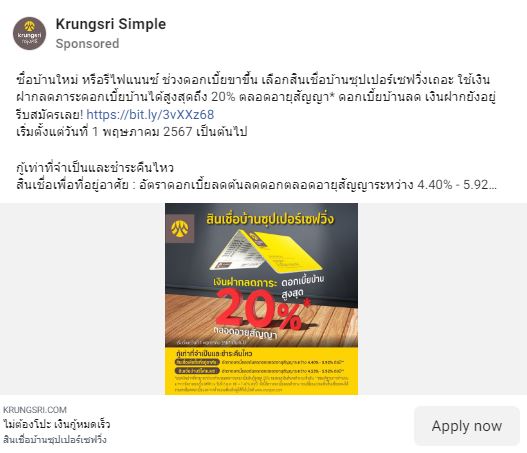 Krungsri Simple
Sponsored
krungsri
กรุงศรี
ซื้อบ้านใหม่ หรือรีไฟแนนซ์ ช่วงดอกเบี้ยขาขึ้น เลือกสินเชื่อบ้านซุปเปอร์เซฟวิ่งเถอะ ใช้เงิน
ฝากลดภาระดอกเบี้ยบ้านได้สูงสุดถึง 20% ตลอดอายุสัญญา* ดอกเบี้ยบ้านลด เงินฝากยังอยู่
รีบสมัครเลย! https://bit.ly/3vXXz68
เริ่มตั้งแต่วันที่ 1 พฤษภาคม 2567 เป็นต้นไป
กู้เท่าที่จำเป็นและชำระคืนไหว
สินเชื่อเพื่อที่อยู่อาศัย : อัตราดอกเบี้ยลดต้นลดดอกตลอดอายุสัญญาระหว่าง 4.40% - 5.92...
สินเชื่อบ้านซุปเปอร์เซฟวิ่ง
เงินฝากลดภาระ ดอกเบี้ยบ้าน
สูงสุด
20%*
ตลอดอายุสัญญา
กู้เท่าที่จำเป็นและชำระคืนไหว
KRUNGSRI.COM
ไม่ต้องโปะ เงินกู้หมดเร็ว
สินเชื่อบ้านซุปเปอร์เซฟวิ่ง
Apply now